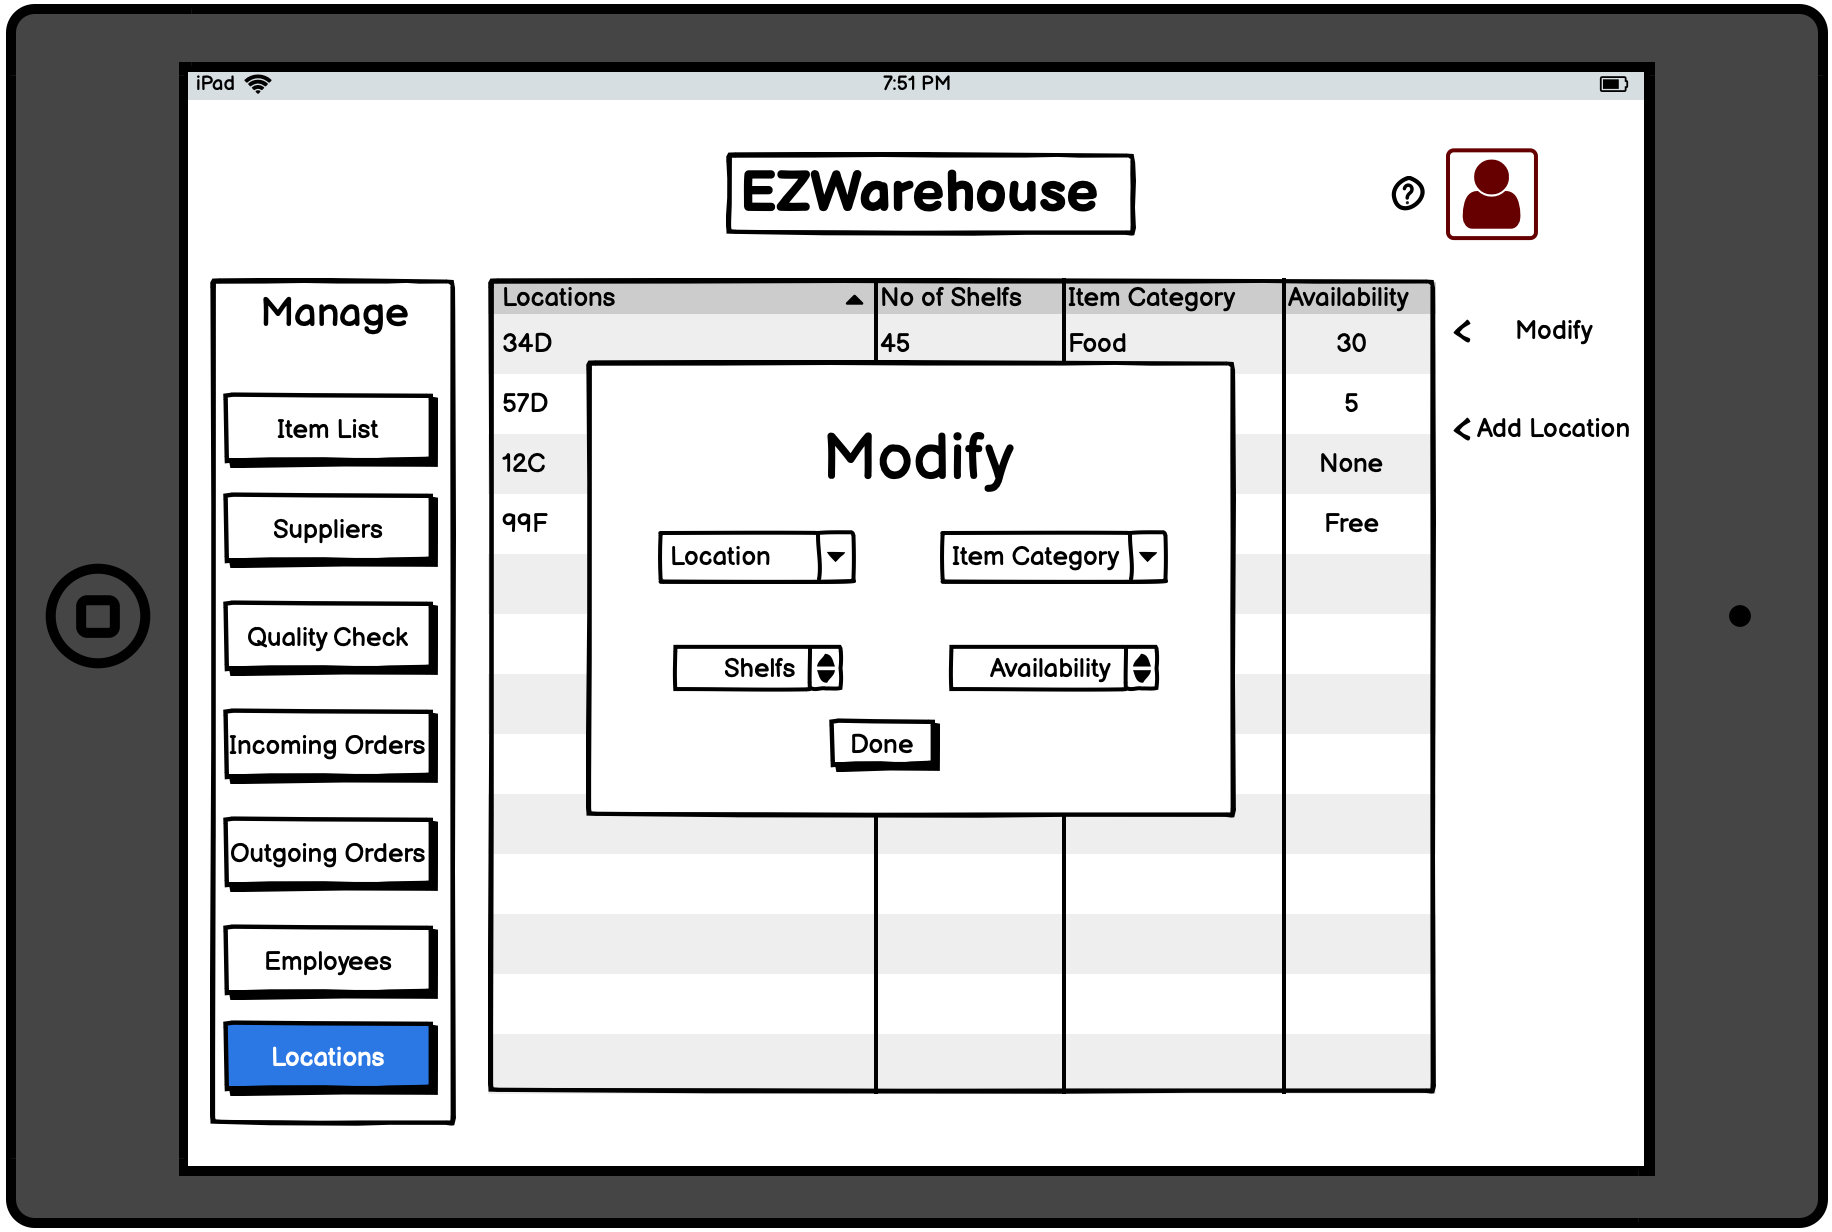 iPad
7:51 PM
EZWarehouse
?
Manage
Item List
Suppliers
Quality Check
Incoming Orders
Outgoing Orders
Employees
Locations
Locations No of Shelfs Item Category Availability
34D 45 Food 30
57D 5
12C None
99F Free
Modify
Location Item Category
Shelfs Availability
Done
< Modify
< Add Location